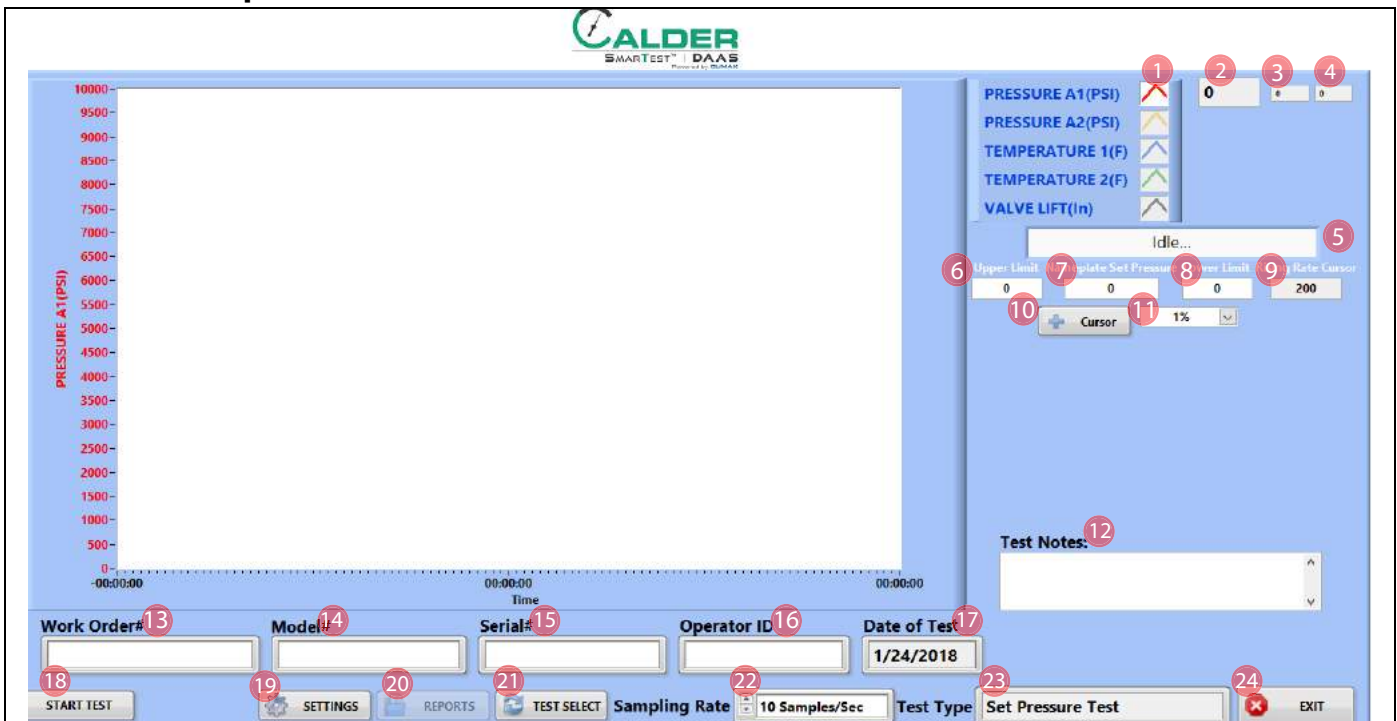 CALDER
SMARTEST™ DAAS
10000
9500
9000
8500
8000
7500
7000
6500
6000
5500
5000
4500
4000
3500
3000
2500
2000
1500
1000
500
0
PRESSURE A1(PSI)
-00:00:00 00:00:00 00:00:00
Time
1 2 3 4
PRESSURE A1(PSI) 0 0 0
PRESSURE A2(PSI)
TEMPERATURE 1(F)
TEMPERATURE 2(F)
VALVE LIFT(In)
Idle... 5
6 Upper Limit 7 Nameplate Set Pressure 8 Lower Limit 9 Rate Cursor
0 0 0 200
10 Cursor 11 1%
Test Notes: 12
Work Order# 13 Model# 14 Serial# 15 Operator ID 16 Date of Test 17
1/24/2018
18 19 20 21 22 23 24
START TEST SETTINGS REPORTS TEST SELECT Sampling Rate 10 Samples/Sec Test Type Set Pressure Test EXIT